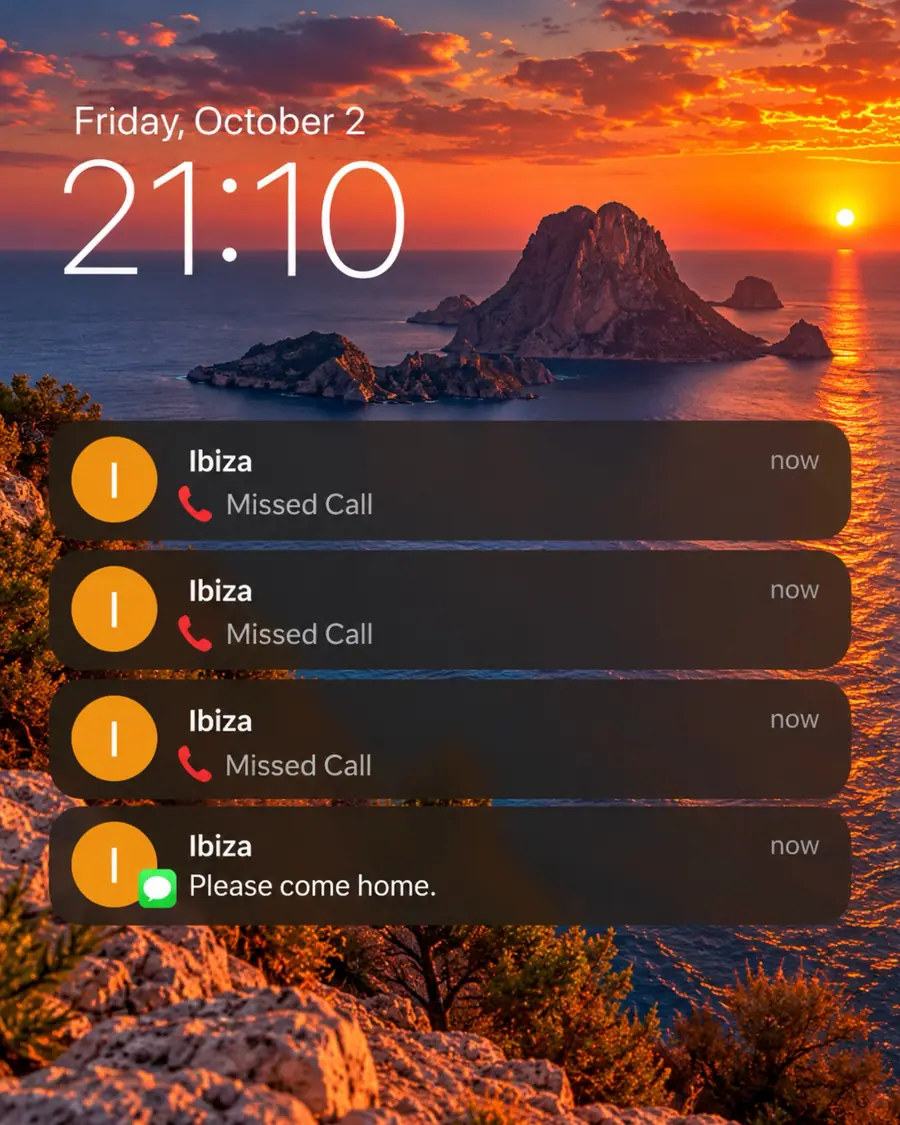 Friday, October 2
21:10
Ibiza
now
Missed Call
Ibiza
now
Missed Call
Ibiza
now
Missed Call
Ibiza
now
Please come home.